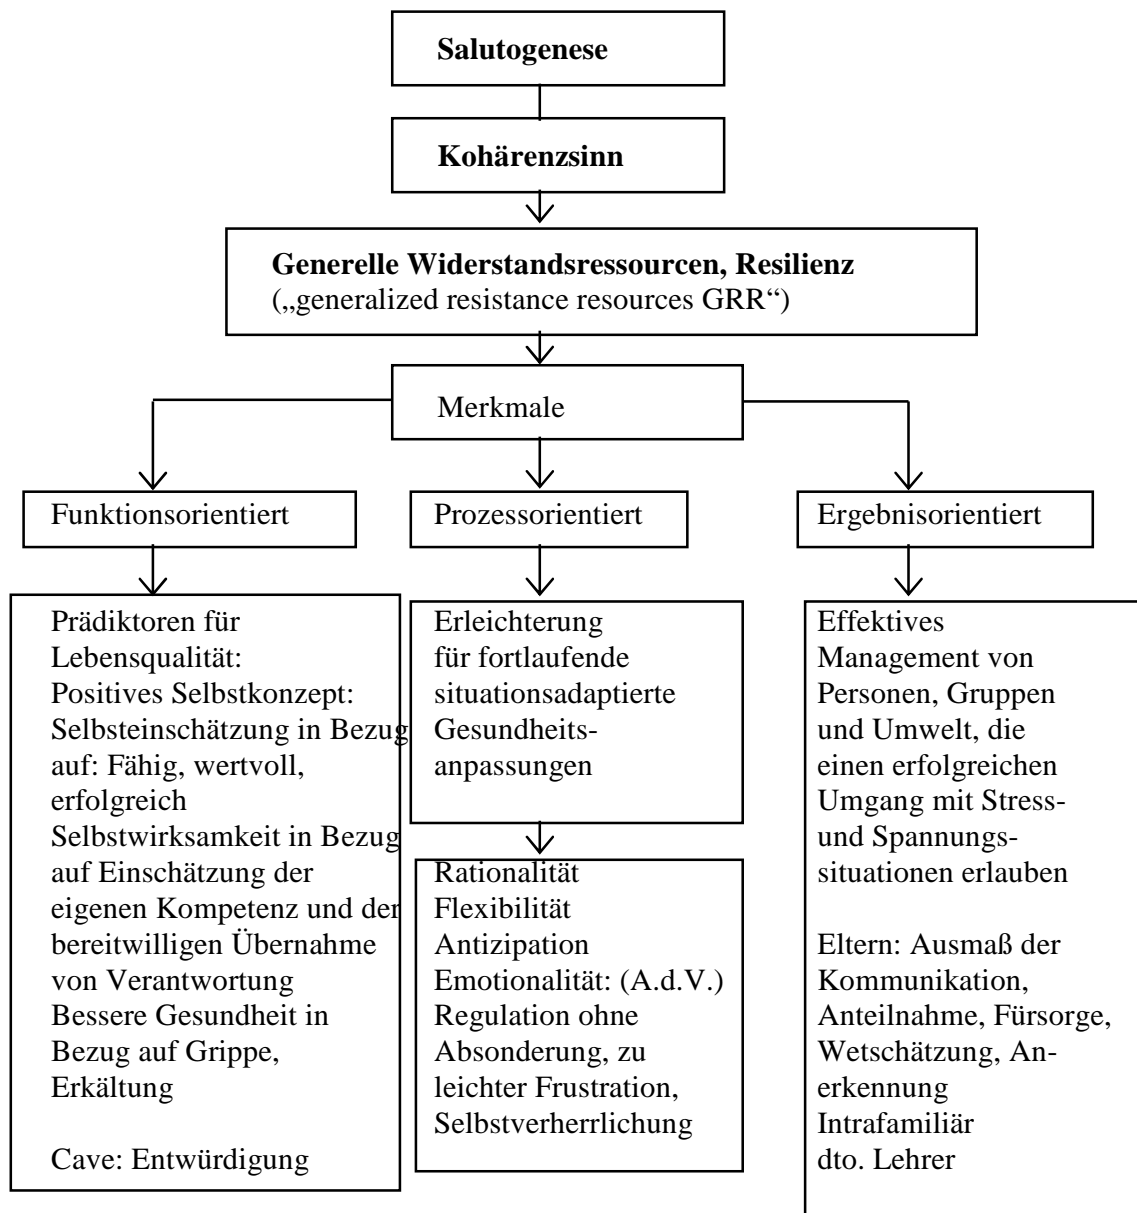 Salutogenese
Kohärenzsinn
Generelle Widerstandsressourcen, Resilienz
(„generalized resistance resources GRR“)
Merkmale
Funktionsorientiert
Prozessorientiert
Ergebnisorientiert
Prädiktoren für
Lebensqualität:
Positives Selbstkonzept:
Selbsteinschätzung in Bezug
auf: Fähig, wertvoll,
erfolgreich
Selbstwirksamkeit in Bezug
auf Einschätzung der
eigenen Kompetenz und der
bereitwilligen Übernahme
von Verantwortung
Bessere Gesundheit in
Bezug auf Grippe,
Erkältung
Cave: Entwürdigung
Erleichterung
für fortlaufende
situationsadaptierte
Gesundheits-
anpassungen
Rationalität
Flexibilität
Antizipation
Emotionalität: (A.d.V.)
Regulation ohne
Absonderung, zu
leichter Frustration,
Selbstverherrlichung
Effektives
Management von
Personen, Gruppen
und Umwelt, die
einen erfolgreichen
Umgang mit Stress-
und Spannungs-
situationen erlauben
Eltern: Ausmaß der
Kommunikation,
Anteilnahme, Fürsorge,
Wetschätzung, An-
erkennung
Intrafamiliär
dto. Lehrer